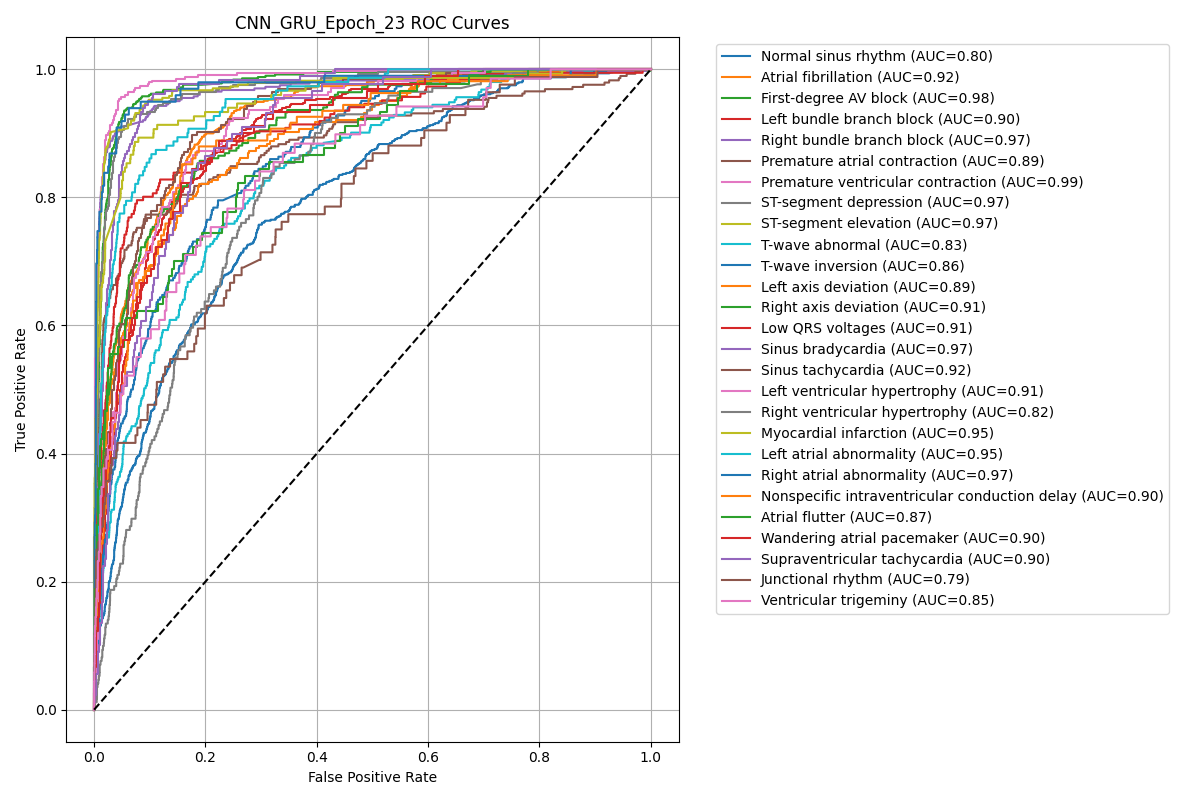 CNN_GRU_Epoch_23 ROC Curves
1.0
0.8
0.6
0.4
0.2
0.0
True Positive Rate
0.0 0.2 0.4 0.6 0.8 1.0
False Positive Rate
Normal sinus rhythm (AUC=0.80)
Atrial fibrillation (AUC=0.92)
First-degree AV block (AUC=0.98)
Left bundle branch block (AUC=0.90)
Right bundle branch block (AUC=0.97)
Premature atrial contraction (AUC=0.89)
Premature ventricular contraction (AUC=0.99)
ST-segment depression (AUC=0.97)
ST-segment elevation (AUC=0.97)
T-wave abnormal (AUC=0.83)
T-wave inversion (AUC=0.86)
Left axis deviation (AUC=0.89)
Right axis deviation (AUC=0.91)
Low QRS voltages (AUC=0.91)
Sinus bradycardia (AUC=0.97)
Sinus tachycardia (AUC=0.92)
Left ventricular hypertrophy (AUC=0.91)
Right ventricular hypertrophy (AUC=0.82)
Myocardial infarction (AUC=0.95)
Left atrial abnormality (AUC=0.95)
Right atrial abnormality (AUC=0.97)
Nonspecific intraventricular conduction delay (AUC=0.90)
Atrial flutter (AUC=0.87)
Wandering atrial pacemaker (AUC=0.90)
Supraventricular tachycardia (AUC=0.90)
Junctional rhythm (AUC=0.79)
Ventricular trigeminy (AUC=0.85)